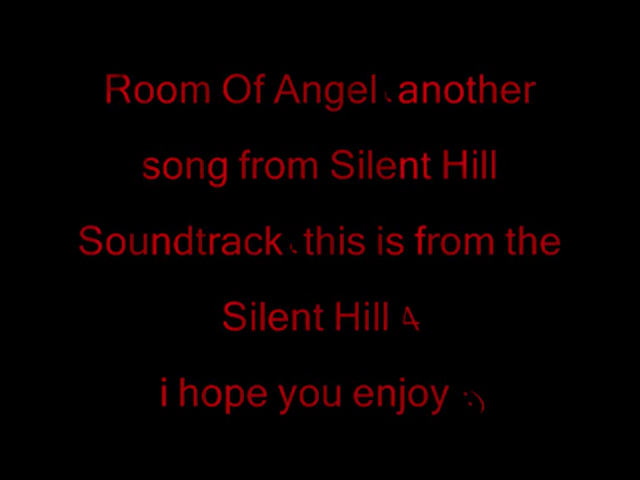 Room Of Angel, another
song from Silent Hill
Soundtrack, this is from the
Silent Hill 4
i hope you enjoy :)